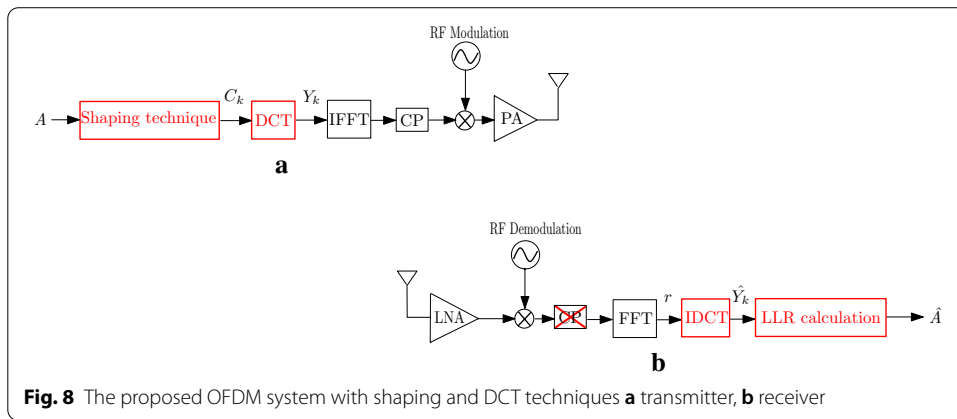 RF Modulation
A
Shaping technique
C_k
DCT
Y_k
IFFT
CP
PA
a
RF Demodulation
LNA
CP
FFT
r
IDCT
Ŷ_k
LLR calculation
Â
b
Fig. 8 The proposed OFDM system with shaping and DCT techniques a transmitter, b receiver